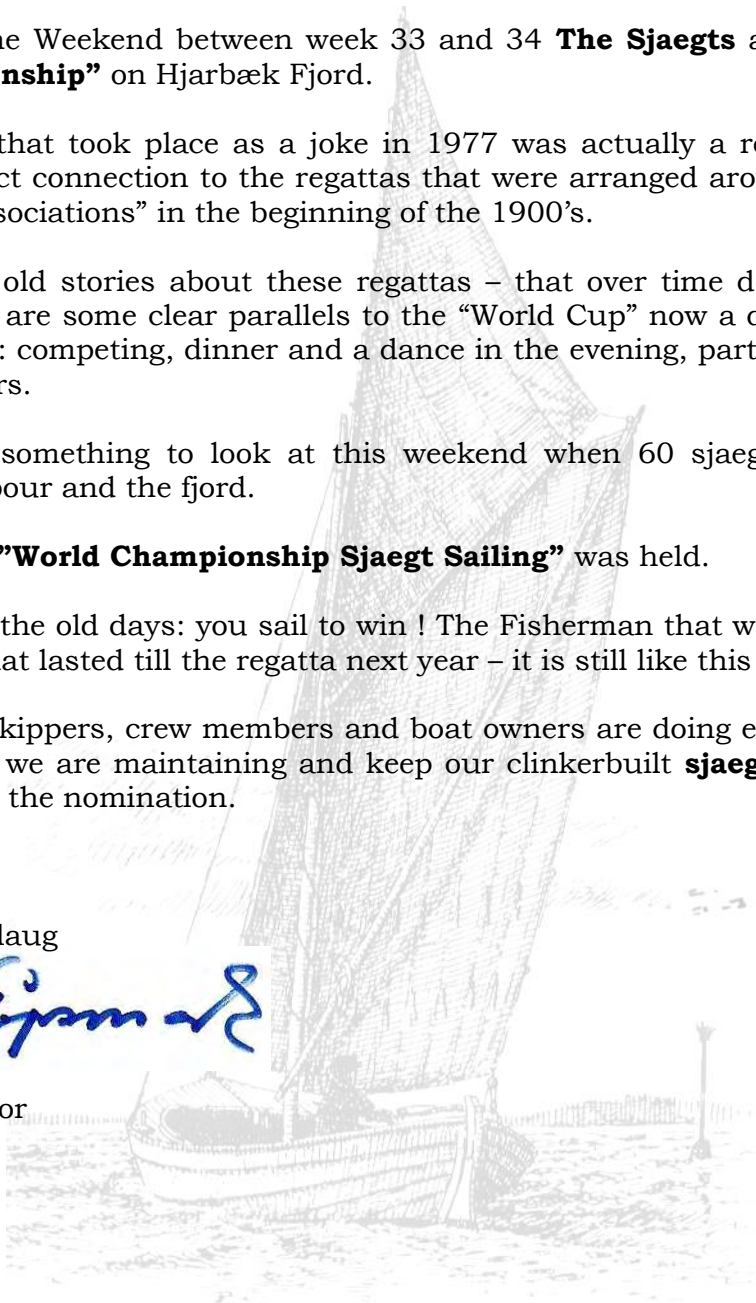 ne Weekend between week 33 and 34 The Sjaegts a
nship” on Hjarbæk Fjord.
that took place as a joke in 1977 was actually a re
ct connection to the regattas that were arranged aro
sociations” in the beginning of the 1900’s.
old stories about these regattas – that over time d
are some clear parallels to the “World Cup” now a d
: competing, dinner and a dance in the evening, part
rs.
something to look at this weekend when 60 sjaeg
our and the fjord.
”World Championship Sjaegt Sailing” was held.
the old days: you sail to win ! The Fisherman that w
at lasted till the regatta next year – it is still like this
kippers, crew members and boat owners are doing e
we are maintaining and keep our clinkerbuilt sjaeg
the nomination.
laug
or